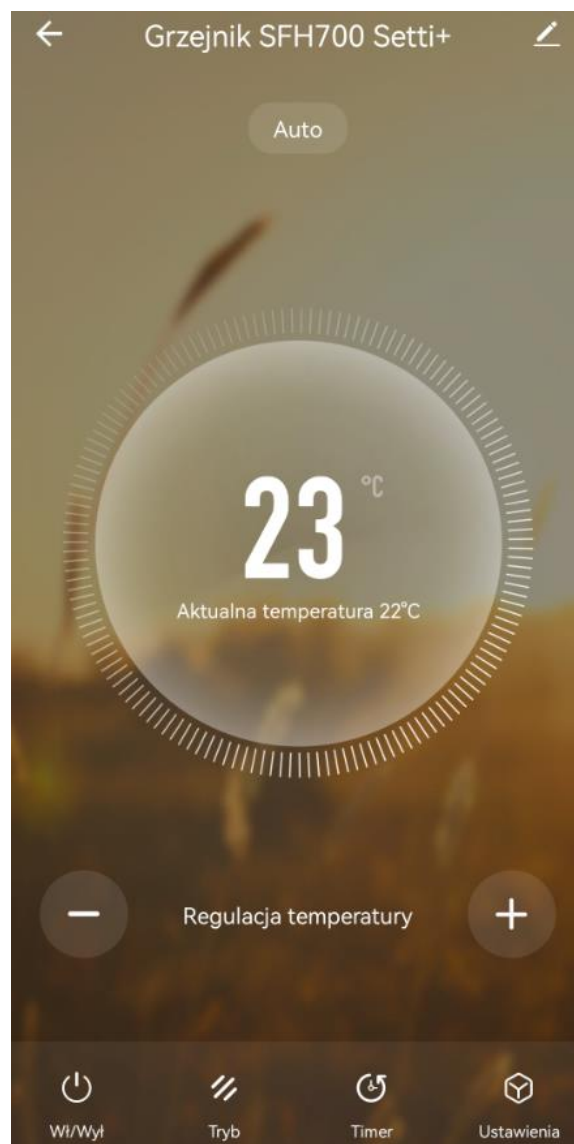 Grzejnik SFH700 Setti+
Auto
23 °C
Aktualna temperatura 22°C
Regulacja temperatury
Wł/Wył Tryb Timer Ustawienia